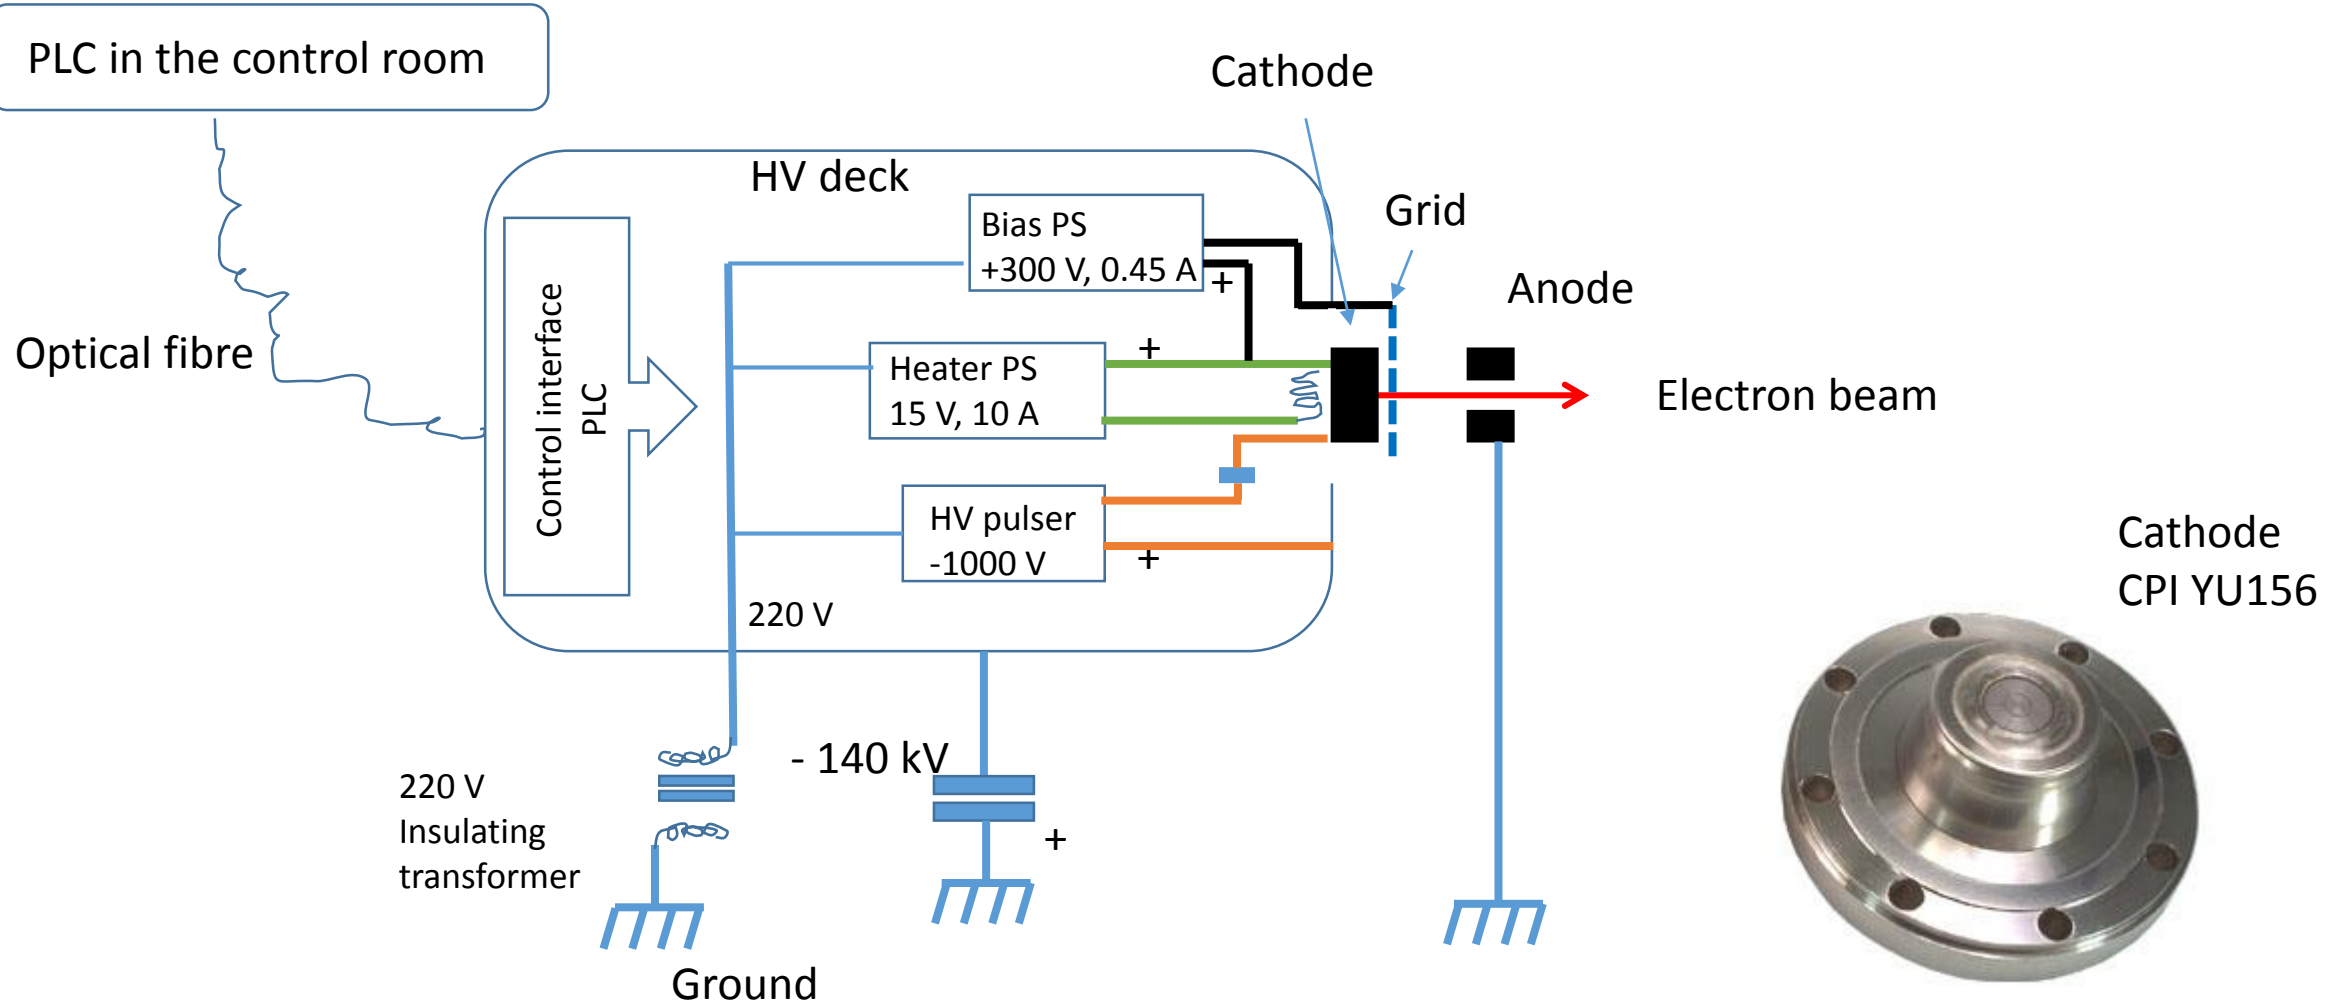 PLC in the control room
Cathode
HV deck
Grid
Bias PS
+300 V, 0.45 A
+
Anode
Control interface
PLC
Optical fibre
+
Heater PS
15 V, 10 A
Electron beam
HV pulser
-1000 V
+
Cathode
CPI YU156
220 V
- 140 kV
220 V
Insulating
transformer
+
Ground